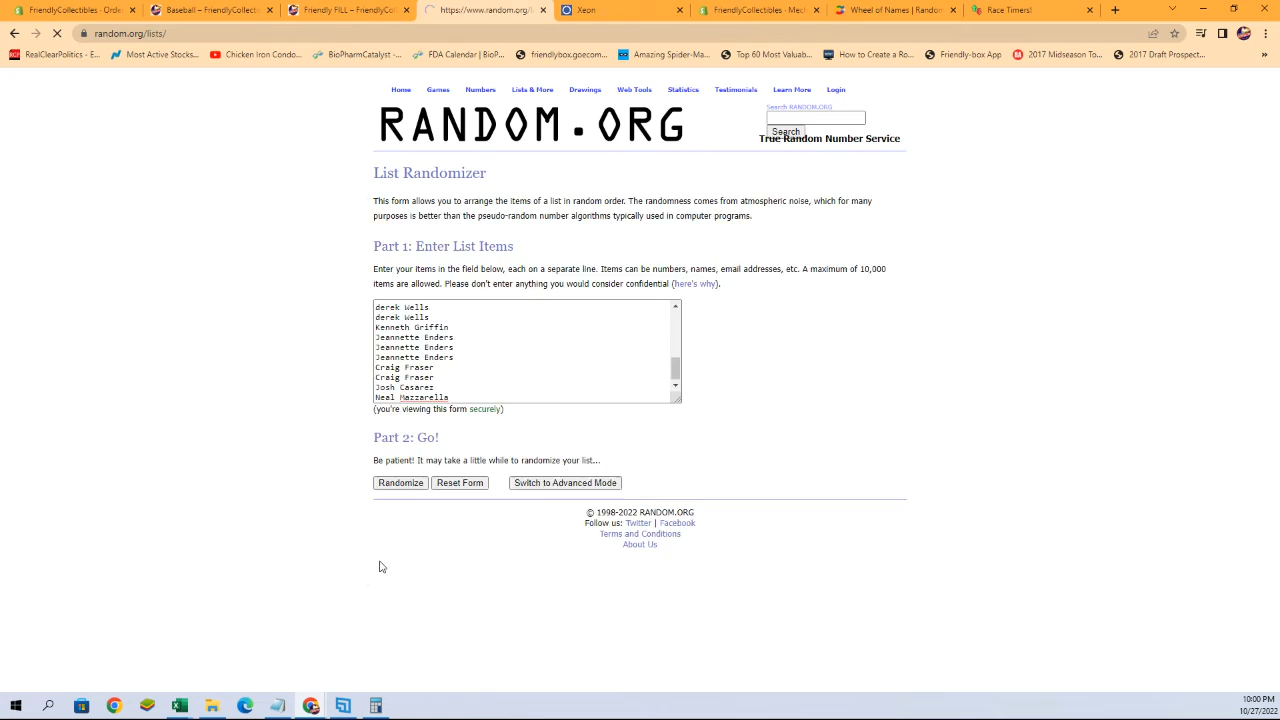 FriendlyCollectibles - Orders
Baseball – FriendlyCollectib
Friendly FILL – FriendlyColl
https://www.random.org/l
Xeon
FriendlyCollectibles - Mech
Wheel of Names | Random
Race Timers!
random.org/lists/
RealClearPolitics - E...
Most Active Stocks...
Chicken Iron Condo...
BioPharmCatalyst -...
FDA Calendar | BioP...
friendlybox.goecom...
Amazing Spider-Ma...
Top 60 Most Valuab...
How to Create a Ro...
Friendly-box App
2017 Midseason To...
2017 Draft Prospect...
»
Home Games Numbers Lists & More Drawings Web Tools Statistics Testimonials Learn More Login
Search RANDOM.ORG
RANDOM.ORG
Search
True Random Number Service
List Randomizer
This form allows you to arrange the items of a list in random order. The randomness comes from atmospheric noise, which for many
purposes is better than the pseudo-random number algorithms typically used in computer programs.
Part 1: Enter List Items
Enter your items in the field below, each on a separate line. Items can be numbers, names, email addresses, etc. A maximum of 10,000
items are allowed. Please don't enter anything you would consider confidential (here's why).
derek Wells
derek Wells
Kenneth Griffin
Jeannette Enders
Jeannette Enders
Jeannette Enders
Craig Fraser
Craig Fraser
Josh Casarez
Neal Mazzarella
(you're viewing this form securely)
Part 2: Go!
Be patient! It may take a little while to randomize your list...
Randomize Reset Form Switch to Advanced Mode
© 1998-2022 RANDOM.ORG
Follow us: Twitter | Facebook
Terms and Conditions
About Us
10:00 PM
10/27/2022